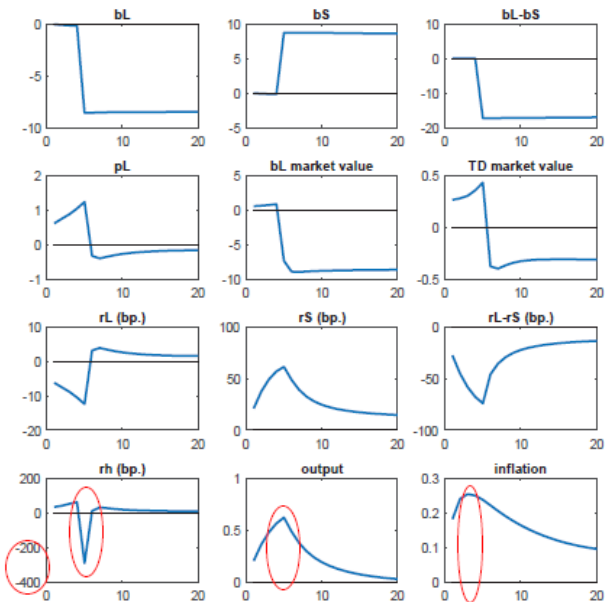 bL bS bL-bS
0 10 0
5
-5 -10
0
-10 -5 -20
0 10 20 0 10 20 0 10 20
pL bL market value TD market value
2 5 0.5
1 0
0
0 -5
-1 -10 -0.5
0 10 20 0 10 20 0 10 20
rL (bp.) rS (bp.) rL-rS (bp.)
10 100 0
0
50 -50
-10
-20 0 -100
0 10 20 0 10 20 0 10 20
rh (bp.) output inflation
200 1 0.3
0 0.2
0.5
-200 0.1
-400 0 0
0 10 20 0 10 20 0 10 20